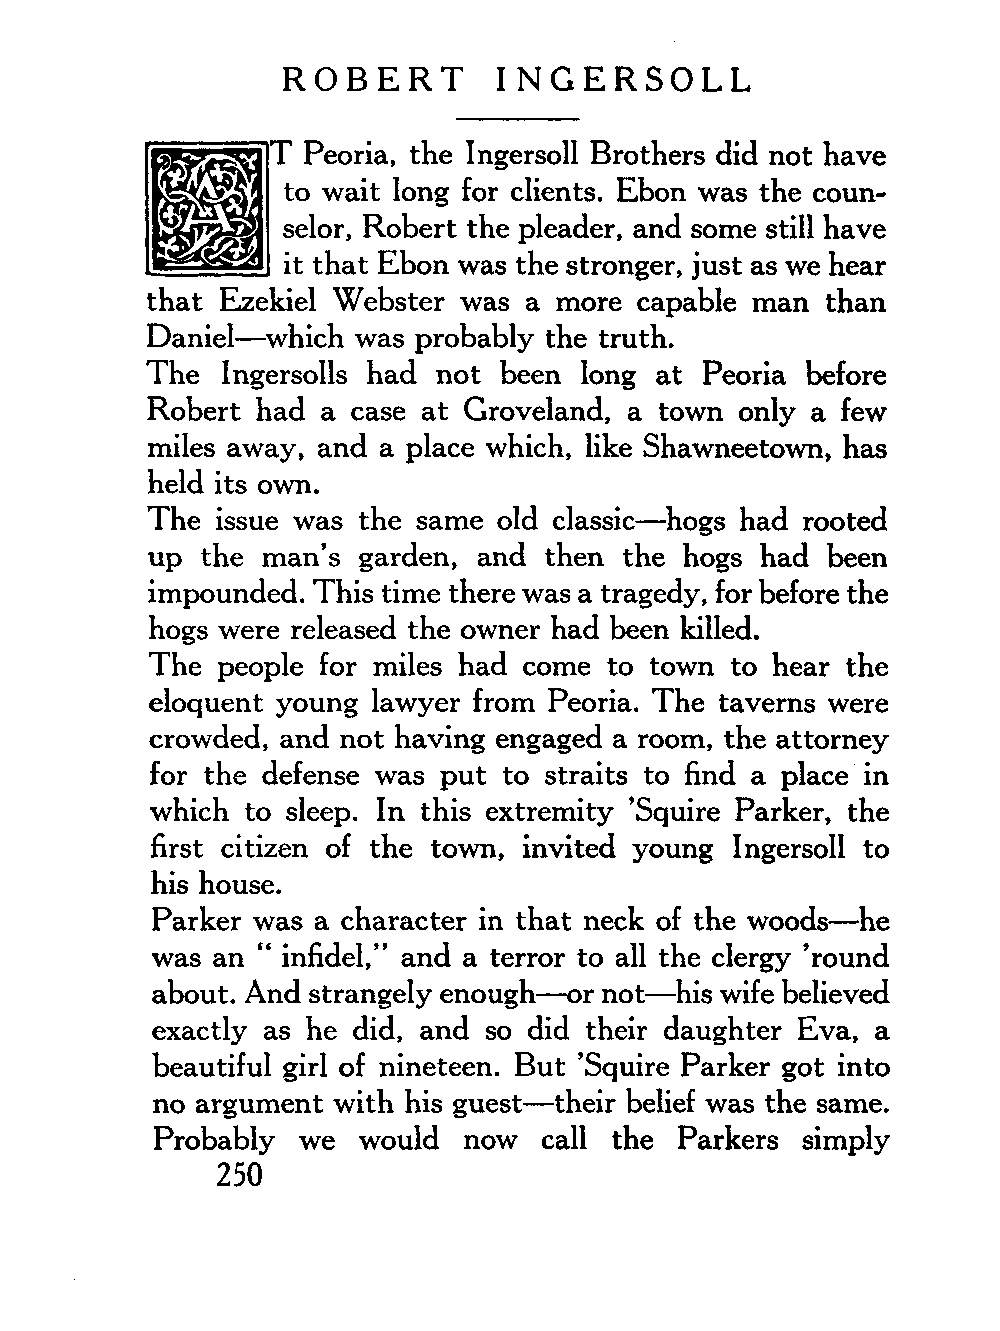 ROBERT INGERSOLL
AT Peoria, the Ingersoll Brothers did not have
to wait long for clients. Ebon was the coun-
selor, Robert the pleader, and some still have
it that Ebon was the stronger, just as we hear
that Ezekiel Webster was a more capable man than
Daniel—which was probably the truth.
The Ingersolls had not been long at Peoria before
Robert had a case at Groveland, a town only a few
miles away, and a place which, like Shawneetown, has
held its own.
The issue was the same old classic—hogs had rooted
up the man's garden, and then the hogs had been
impounded. This time there was a tragedy, for before the
hogs were released the owner had been killed.
The people for miles had come to town to hear the
eloquent young lawyer from Peoria. The taverns were
crowded, and not having engaged a room, the attorney
for the defense was put to straits to find a place in
which to sleep. In this extremity 'Squire Parker, the
first citizen of the town, invited young Ingersoll to
his house.
Parker was a character in that neck of the woods—he
was an " infidel," and a terror to all the clergy 'round
about. And strangely enough—or not—his wife believed
exactly as he did, and so did their daughter Eva, a
beautiful girl of nineteen. But 'Squire Parker got into
no argument with his guest—their belief was the same.
Probably we would now call the Parkers simply
250